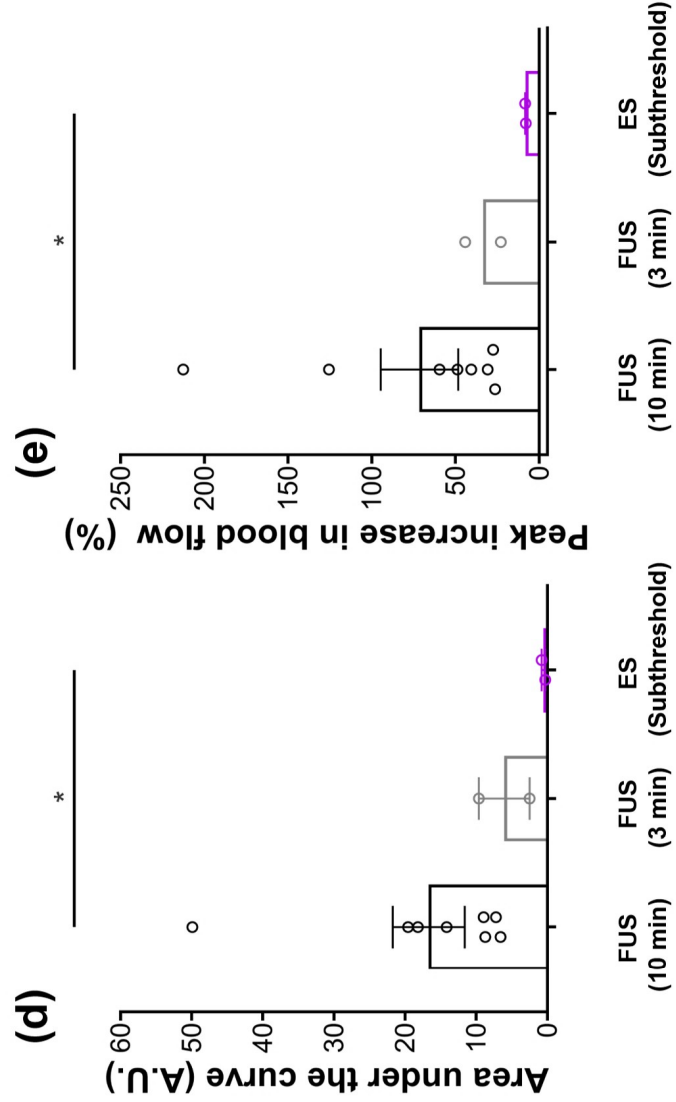 (d)
Area under the curve (A.U.)
60
50
40
30
20
10
0
*
FUS
(10 min)
FUS
(3 min)
ES
(Subthreshold)
(e)
Peak increase in blood flow (%)
250
200
150
100
50
0
*
FUS
(10 min)
FUS
(3 min)
ES
(Subthreshold)